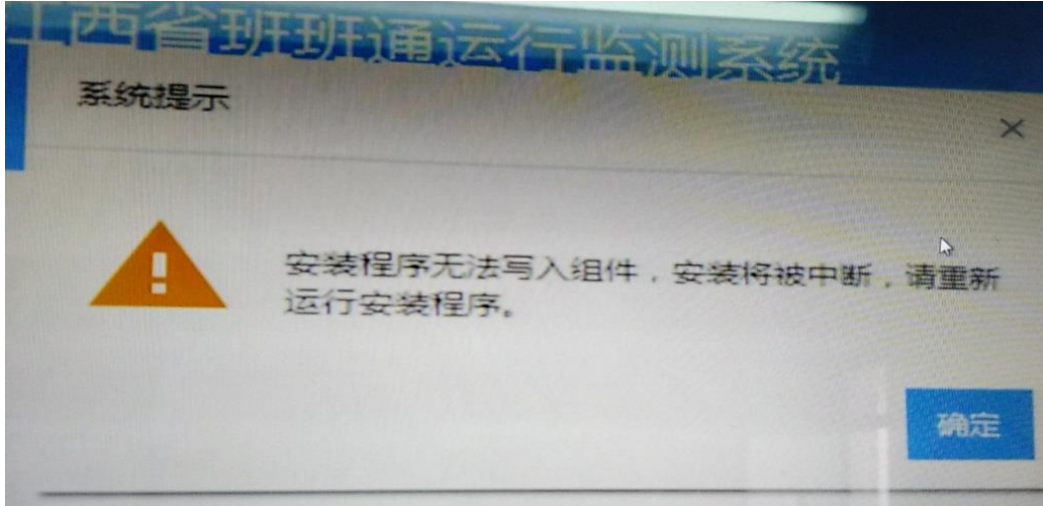 西省班班通运行监测系统
系统提示
安装程序无法写入组件，安装将被中断，请重新
运行安装程序。
确定